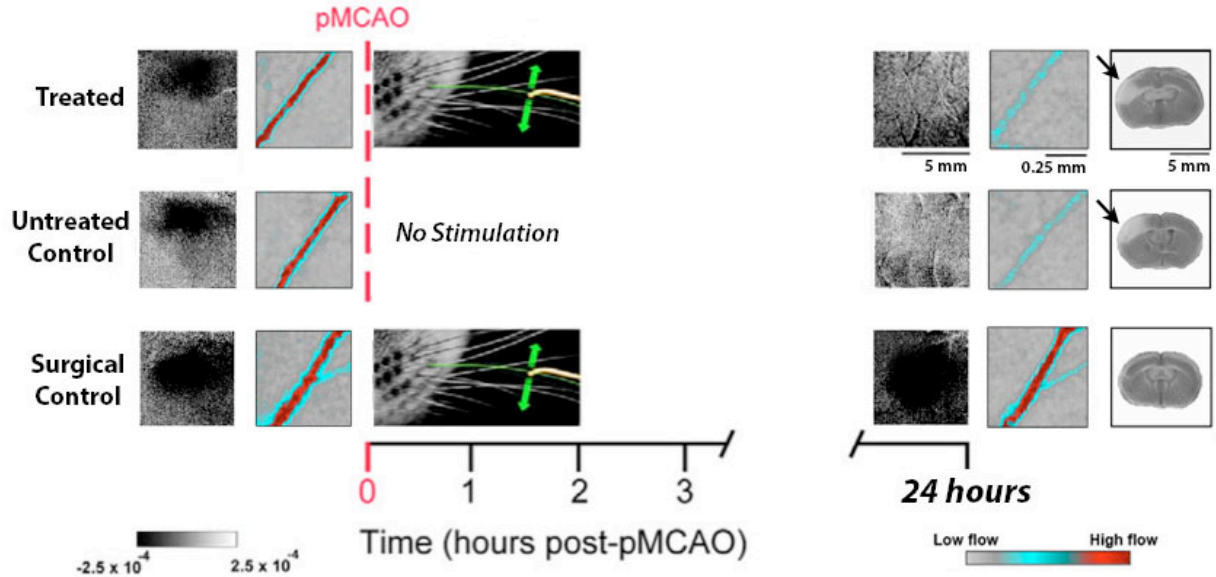 pMCAO
Treated
5 mm
0.25 mm
5 mm
Untreated
Control
No Stimulation
Surgical
Control
0
1
2
3
24 hours
Time (hours post-pMCAO)
-2.5 x 10^-4
2.5 x 10^-4
Low flow
High flow